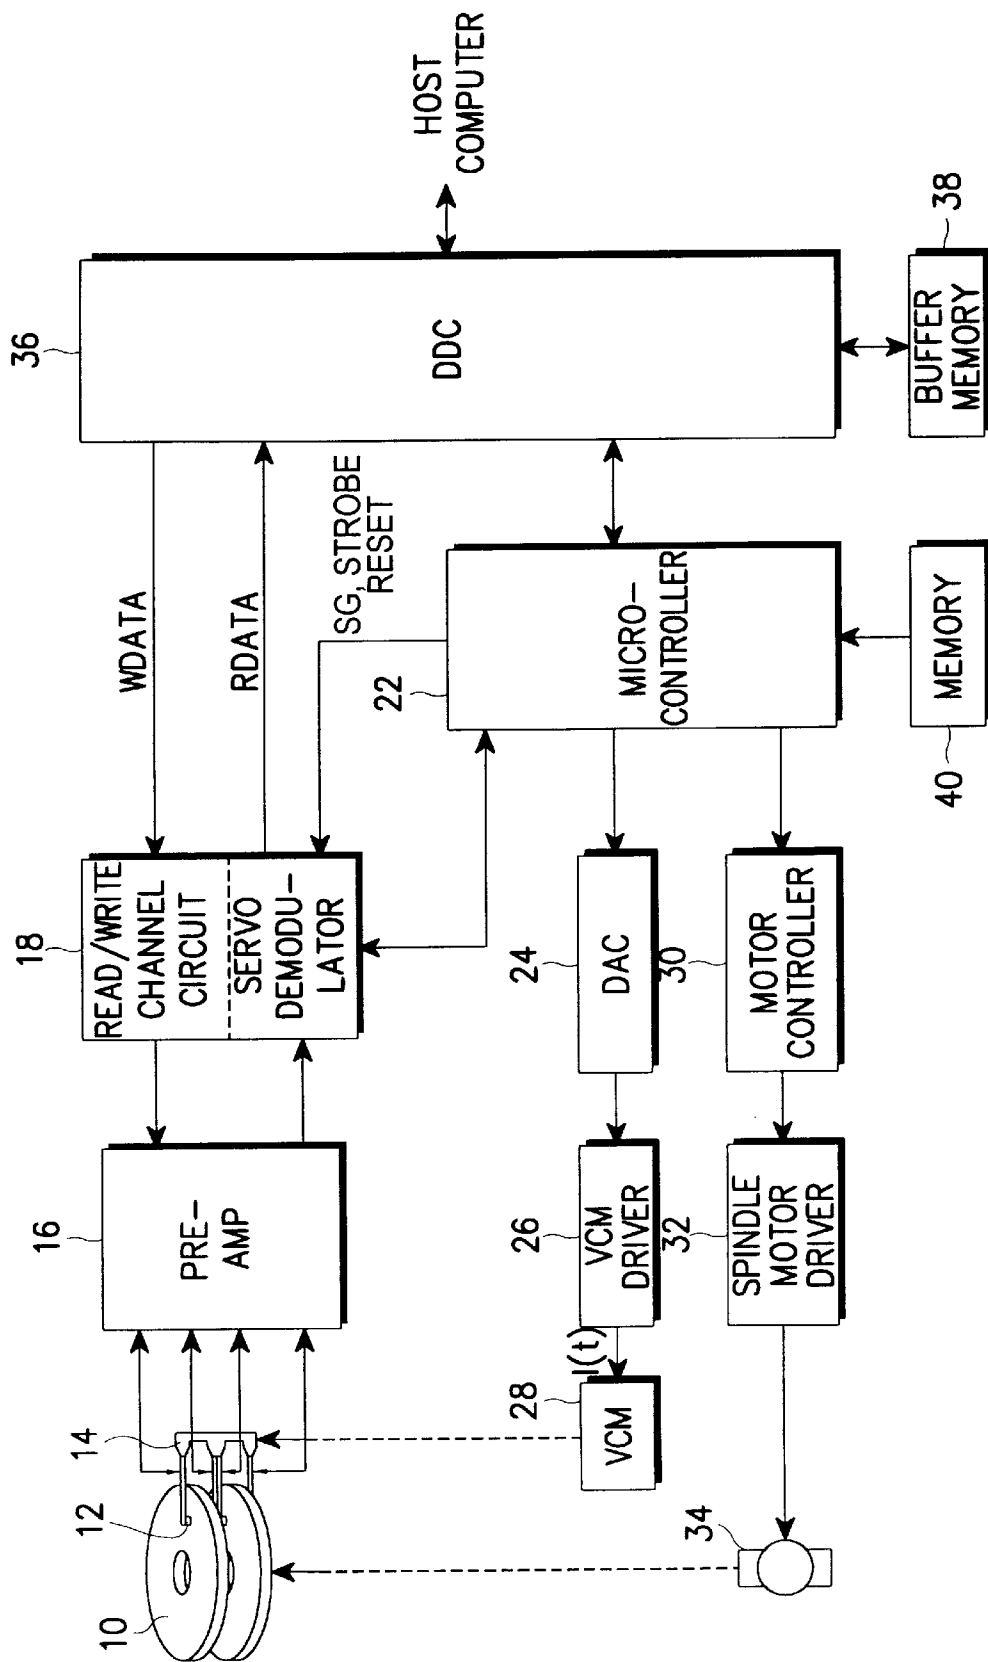 36
DDC
HOST
COMPUTER
38
BUFFER
MEMORY
WDATA
RDATA
SG, STROBE
RESET
22
MICRO-
CONTROLLER
40
MEMORY
18
READ/WRITE
CHANNEL
CIRCUIT
SERVO
DEMODU-
LATOR
24
DAC
30
MOTOR
CONTROLLER
16
PRE-
AMP
26
VCM
DRIVER
32
SPINDLE
MOTOR
DRIVER
I(t)
28
VCM
14
12
10
34